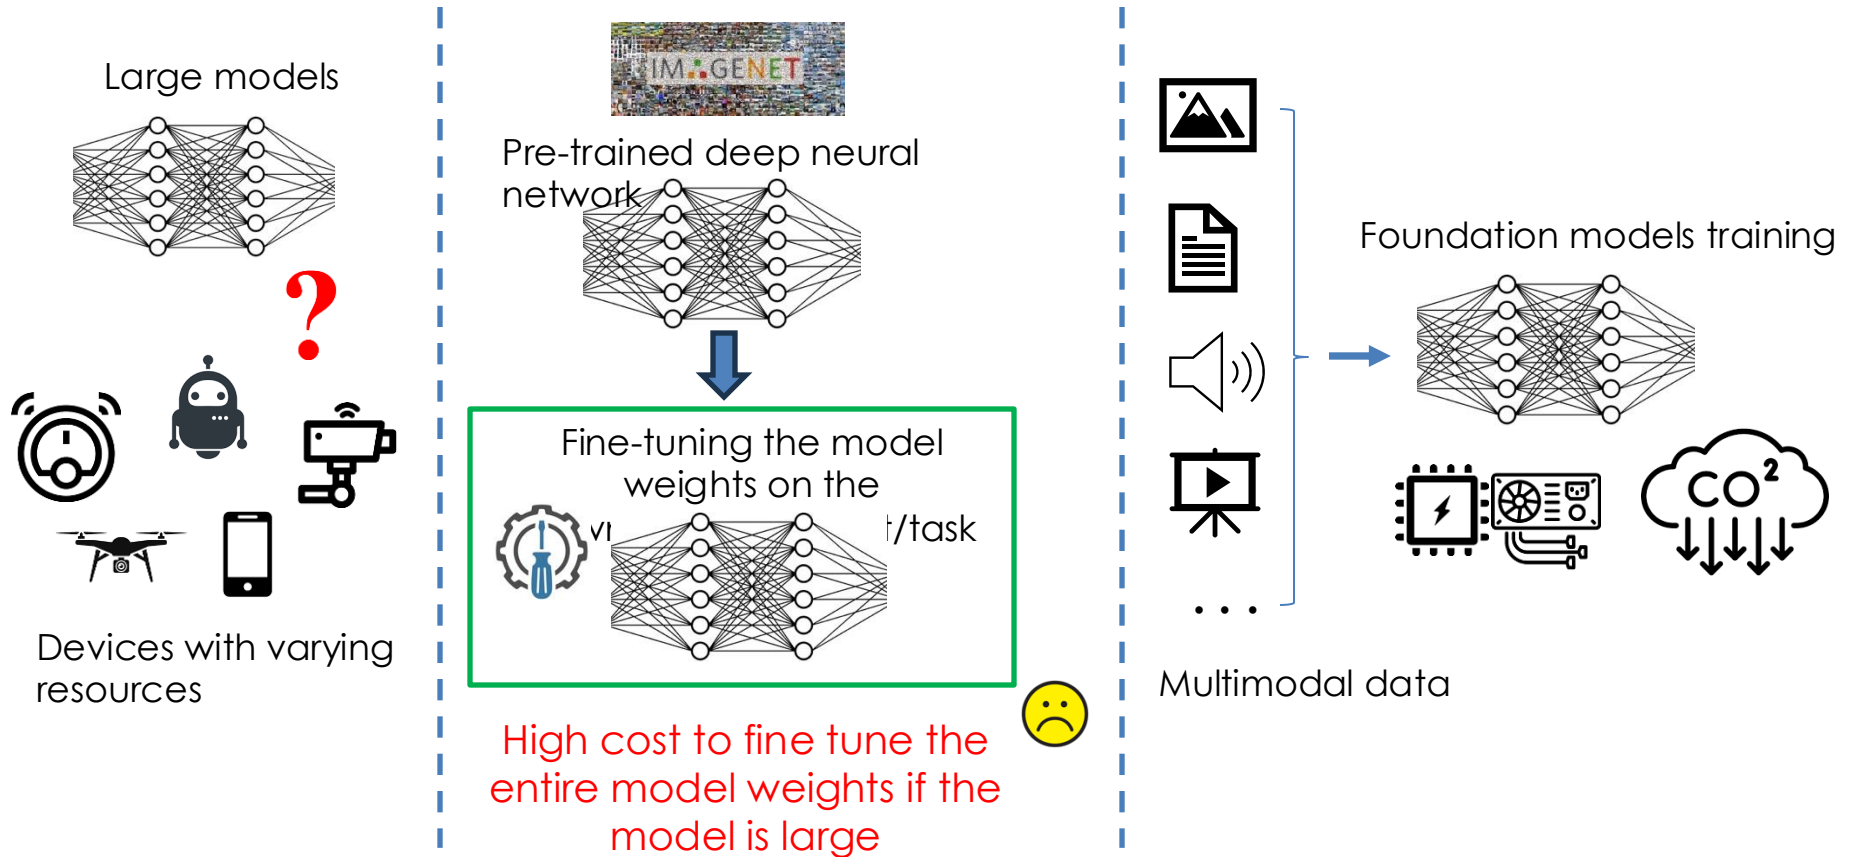 Large models
Devices with varying
resources
IMAGENET
Pre-trained deep neural
network
Fine-tuning the model
weights on the
/task
High cost to fine tune the
entire model weights if the
model is large
Multimodal data
. . .
Foundation models training
CO²